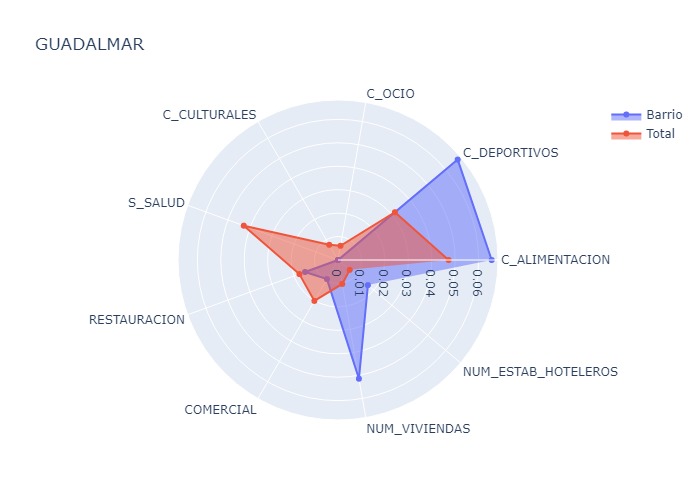 GUADALMAR
C_OCIO
C_CULTURALES
Barrio
Total
C_DEPORTIVOS
S_SALUD
C_ALIMENTACION
0
0.01
0.02
0.03
0.04
0.05
0.06
RESTAURACION
NUM_ESTAB_HOTELEROS
COMERCIAL
NUM_VIVIENDAS